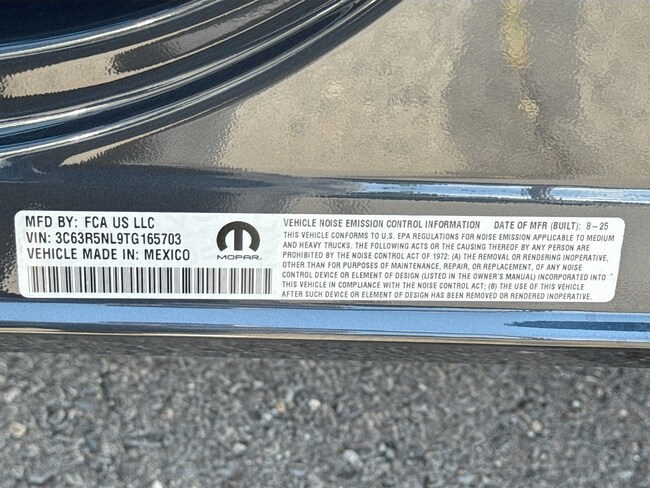 MFD BY: FCA US LLC
VIN: 3C63R5NL9TG165703
VEHICLE MADE IN: MEXICO
MOPAR
VEHICLE NOISE EMISSION CONTROL INFORMATION DATE OF MFR (BUILT): 8-25
THIS VEHICLE CONFORMS TO U.S. EPA REGULATIONS FOR NOISE EMISSION APPLICABLE TO MEDIUM
AND HEAVY TRUCKS. THE FOLLOWING ACTS OR THE CAUSING THEREOF BY ANY PERSON ARE
PROHIBITED BY THE NOISE CONTROL ACT OF 1972: (A) THE REMOVAL OR RENDERING INOPERATIVE,
OTHER THAN FOR PURPOSES OF MAINTENANCE, REPAIR, OR REPLACEMENT, OF ANY NOISE
CONTROL DEVICE OR ELEMENT OF DESIGN (LISTED IN THE OWNER'S MANUAL) INCORPORATED INTO
THIS VEHICLE IN COMPLIANCE WITH THE NOISE CONTROL ACT; (B) THE USE OF THIS VEHICLE
AFTER SUCH DEVICE OR ELEMENT OF DESIGN HAS BEEN REMOVED OR RENDERED INOPERATIVE.